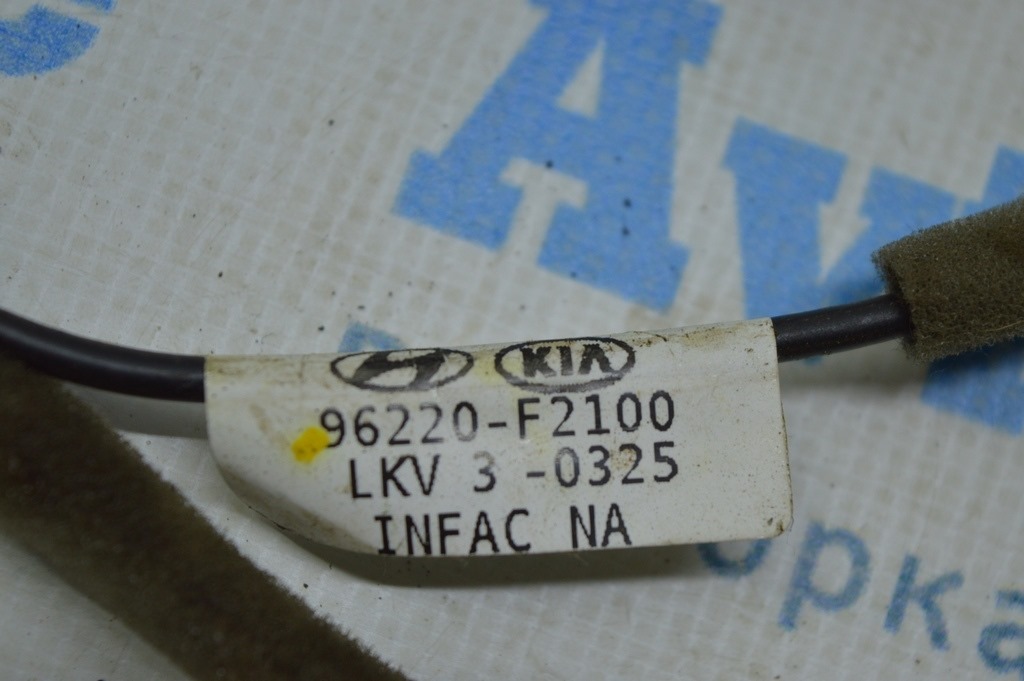 KIA
96220-F2100
LKV 3 -0325
INFAC NA